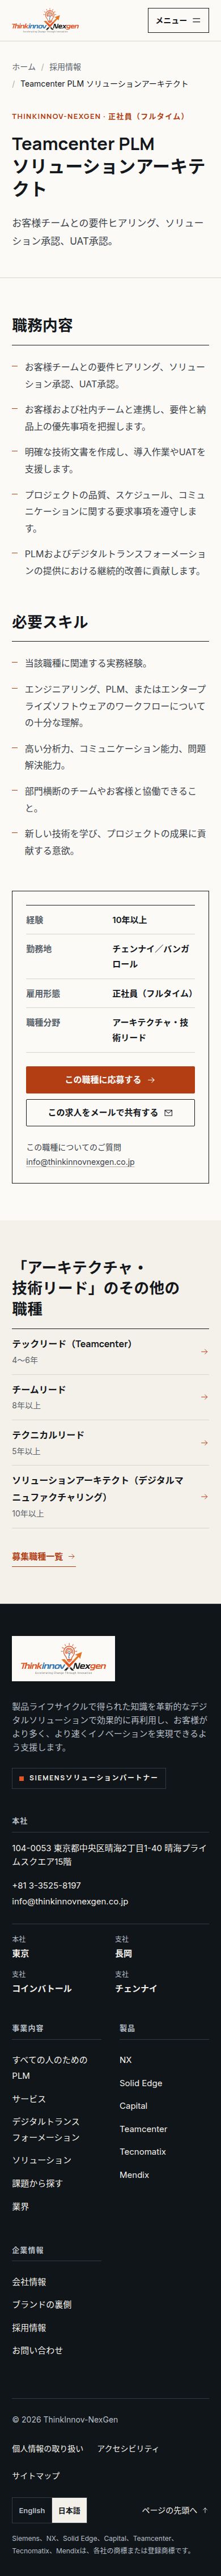 Thinkinnov NexGen
メニュー
ホーム / 採用情報
/ Teamcenter PLM ソリューションアーキテクト
THINKINNOV-NEXGEN · 正社員（フルタイム）
Teamcenter PLM
ソリューションアーキテ
クト
お客様チームとの要件ヒアリング、ソリュー
ション承認、UAT承認。
職務内容
お客様チームとの要件ヒアリング、ソリュー
ション承認、UAT承認。
お客様および社内チームと連携し、要件と納
品上の優先事項を把握します。
明確な技術文書を作成し、導入作業やUATを
支援します。
プロジェクトの品質、スケジュール、コミュ
ニケーションに関する要求事項を遵守しま
す。
PLMおよびデジタルトランスフォーメーショ
ンの提供における継続的改善に貢献します。
必要スキル
当該職種に関連する実務経験。
エンジニアリング、PLM、またはエンタープ
ライズソフトウェアのワークフローについて
の十分な理解。
高い分析力、コミュニケーション能力、問題
解決能力。
部門横断のチームやお客様と協働できるこ
と。
新しい技術を学び、プロジェクトの成果に貢
献する意欲。
経験 10年以上
勤務地 チェンナイ／バンガ
ロール
雇用形態 正社員（フルタイム）
職種分野 アーキテクチャ・技
術リード
この職種に応募する →
この求人をメールで共有する
この職種についてのご質問
info@thinkinnovnexgen.co.jp
「アーキテクチャ・
技術リード」のその他の
職種
テックリード（Teamcenter） →
4〜6年
チームリード →
8年以上
テクニカルリード →
5年以上
ソリューションアーキテクト（デジタルマ
ニュファクチャリング） →
10年以上
募集職種一覧 →
Thinkinnov NexGen
製品ライフサイクルで得られた知識を革新的なデジ
タルソリューションで効果的に再利用し、お客様が
より多く、より速くイノベーションを実現できるよ
う支援します。
SIEMENSソリューションパートナー
本社
104-0053 東京都中央区晴海2丁目1-40 晴海プライ
ムスクエア15階
+81 3-3525-8197
info@thinkinnovnexgen.co.jp
本社 支社
東京 長岡
支社 支社
コインバトール チェンナイ
事業内容
すべての人のための
PLM
サービス
デジタルトランス
フォーメーション
ソリューション
課題から探す
業界
製品
NX
Solid Edge
Capital
Teamcenter
Tecnomatix
Mendix
企業情報
会社情報
ブランドの裏側
採用情報
お問い合わせ
© 2026 ThinkInnov-NexGen
個人情報の取り扱い アクセシビリティ
サイトマップ
English 日本語 ページの先頭へ ↑
Siemens、NX、Solid Edge、Capital、Teamcenter、
Tecnomatix、Mendixは、各社の商標または登録商標です。